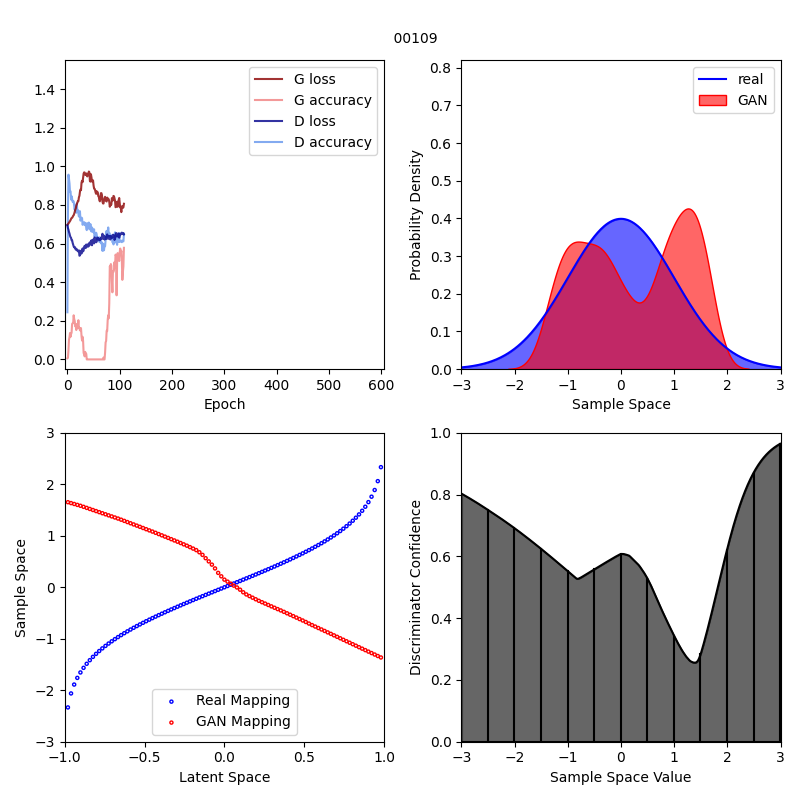 00109
G loss
G accuracy
D loss
D accuracy
1.4
1.2
1.0
0.8
0.6
0.4
0.2
0.0
0 100 200 300 400 500 600
Epoch
real
GAN
Probability Density
0.8
0.7
0.6
0.5
0.4
0.3
0.2
0.1
0.0
−3 −2 −1 0 1 2 3
Sample Space
Sample Space
3
2
1
0
−1
−2
−3
Real Mapping
GAN Mapping
−1.0 −0.5 0.0 0.5 1.0
Latent Space
Discriminator Confidence
1.0
0.8
0.6
0.4
0.2
0.0
−3 −2 −1 0 1 2 3
Sample Space Value